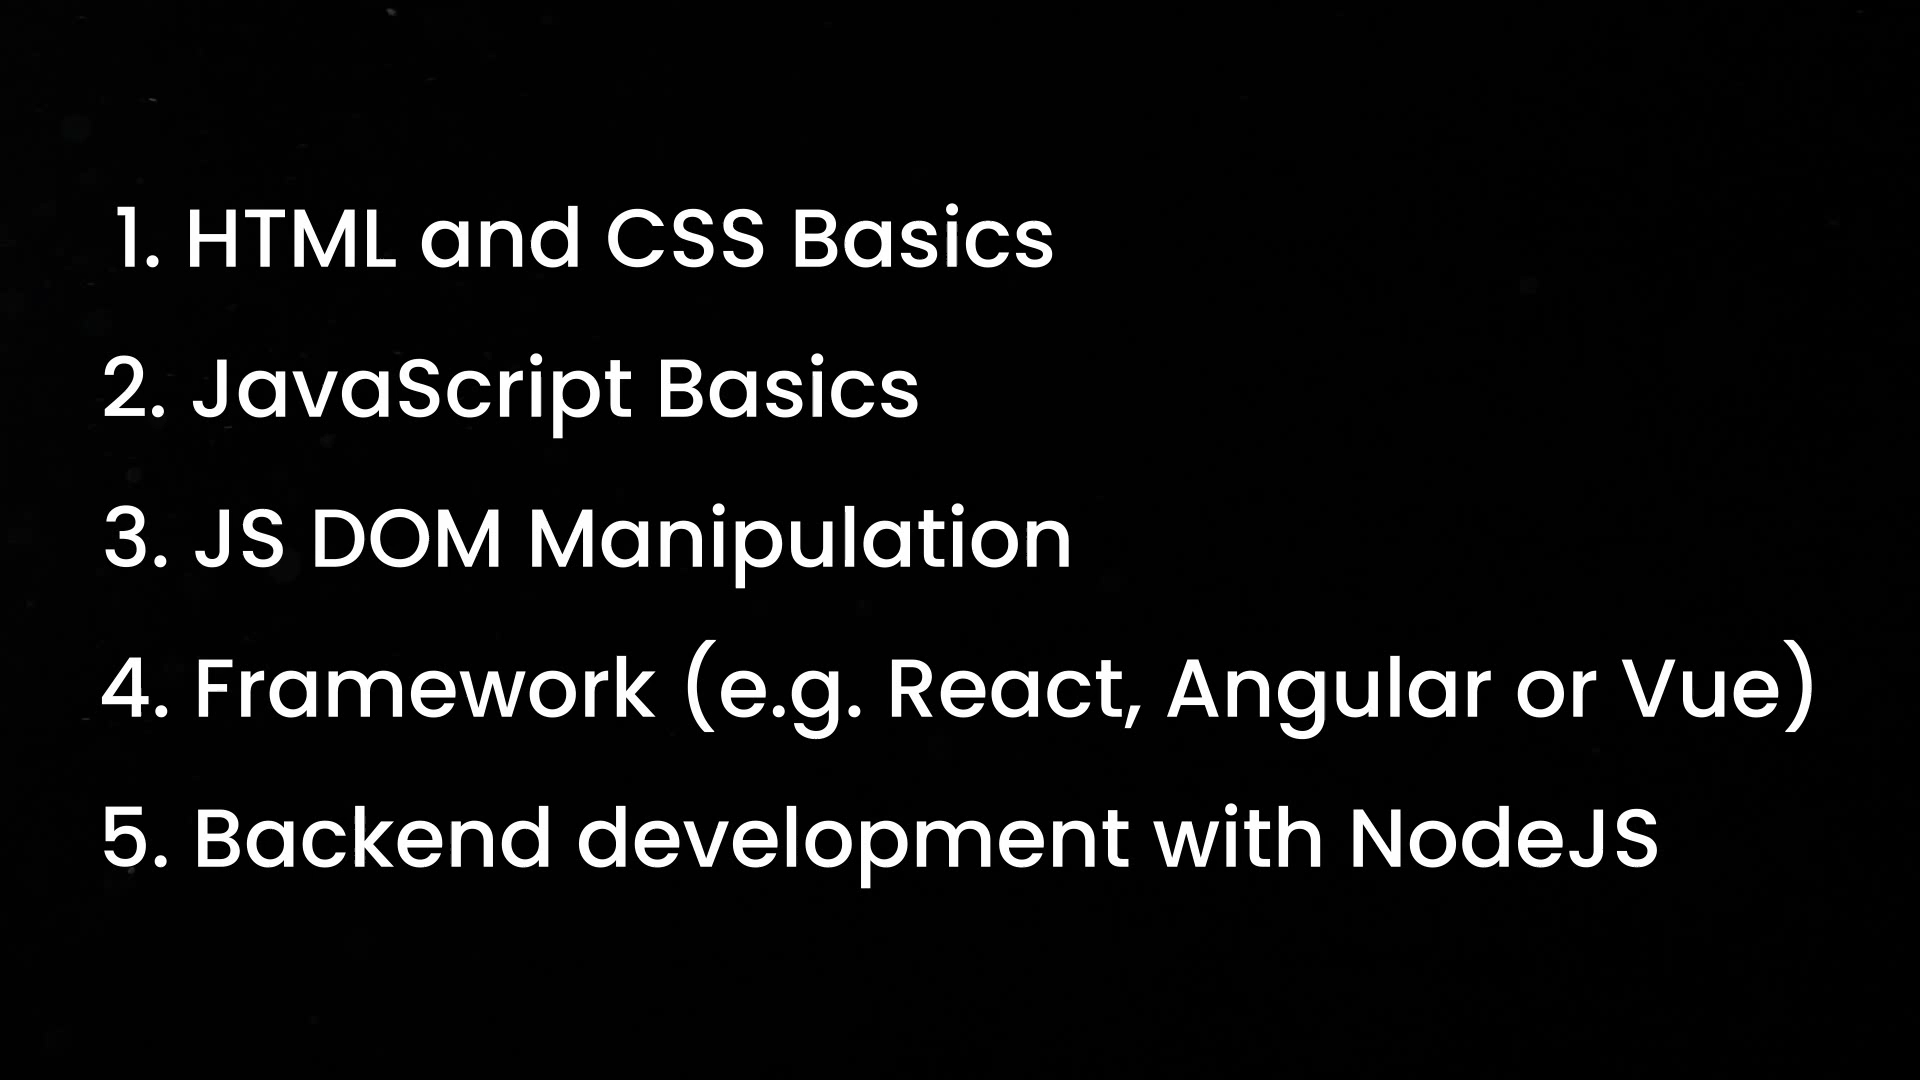 1. HTML and CSS Basics
2. JavaScript Basics
3. JS DOM Manipulation
4. Framework (e.g. React, Angular or Vue)
5. Backend development with NodeJS